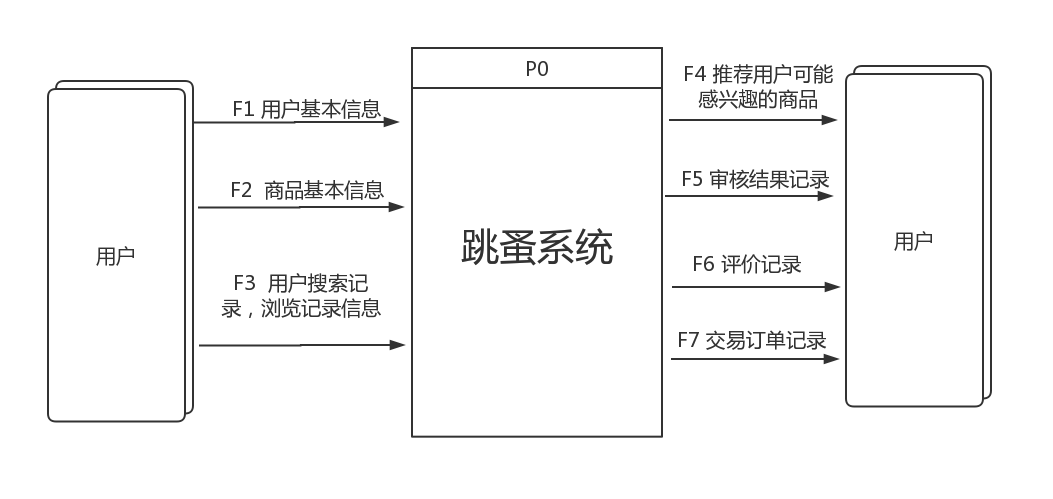 用户
F1 用户基本信息
F2 商品基本信息
F3 用户搜索记
录，浏览记录信息
P0
跳蚤系统
F4 推荐用户可能
感兴趣的商品
F5 审核结果记录
F6 评价记录
F7 交易订单记录
用户